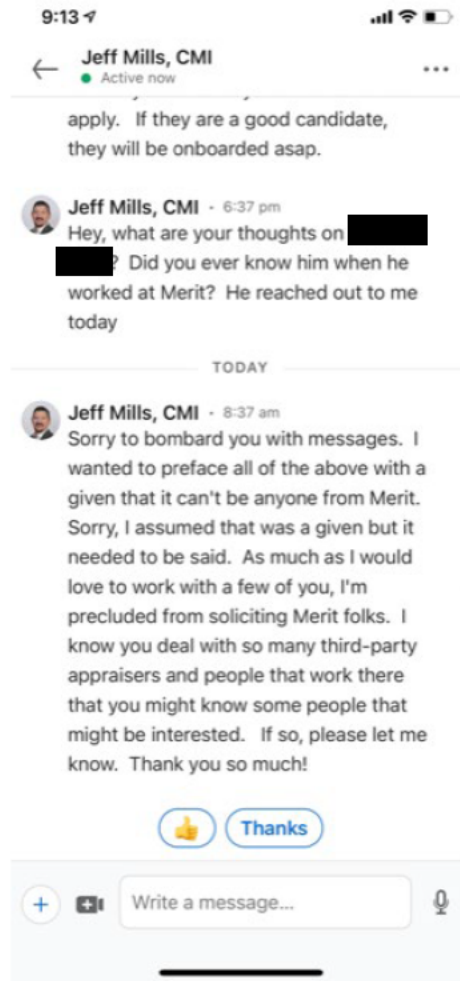 9:13
Jeff Mills, CMI
Active now
apply. If they are a good candidate,
they will be onboarded asap.
Jeff Mills, CMI · 6:37 pm
Hey, what are your thoughts on
? Did you ever know him when he
worked at Merit? He reached out to me
today
TODAY
Jeff Mills, CMI · 8:37 am
Sorry to bombard you with messages. I
wanted to preface all of the above with a
given that it can't be anyone from Merit.
Sorry, I assumed that was a given but it
needed to be said. As much as I would
love to work with a few of you, I'm
precluded from soliciting Merit folks. I
know you deal with so many third-party
appraisers and people that work there
that you might know some people that
might be interested. If so, please let me
know. Thank you so much!
Thanks
Write a message...